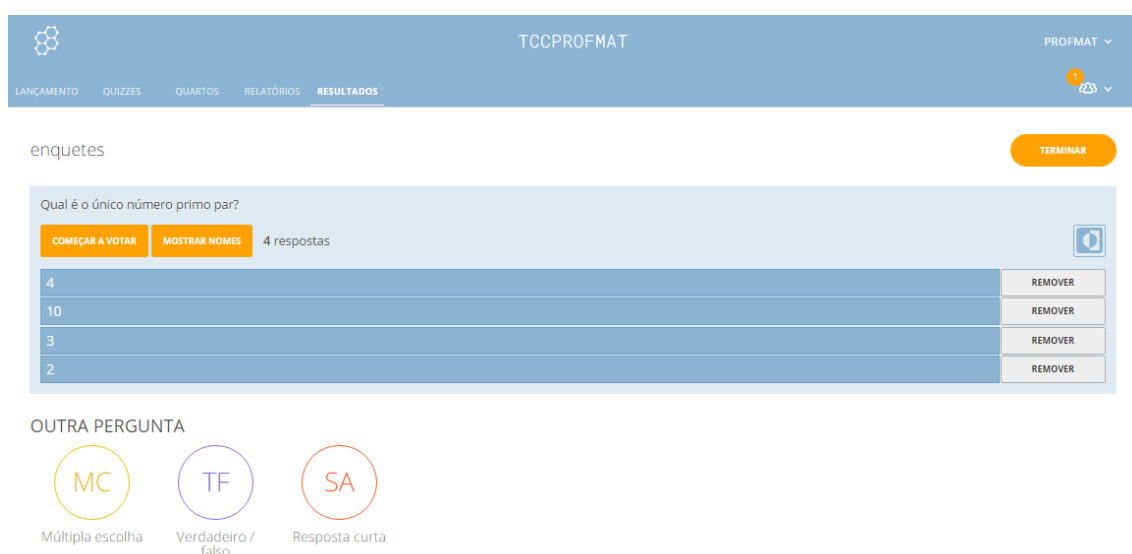 TCCPROFMAT
PROFMAT
1
LANÇAMENTO QUIZZES QUARTOS RELATÓRIOS RESULTADOS
enquetes
TERMINAR
Qual é o único número primo par?
COMEÇAR A VOTAR MOSTRAR NOMES 4 respostas
4 REMOVER
10 REMOVER
3 REMOVER
2 REMOVER
OUTRA PERGUNTA
MC TF SA
Múltipla escolha Verdadeiro / Resposta curta
falso